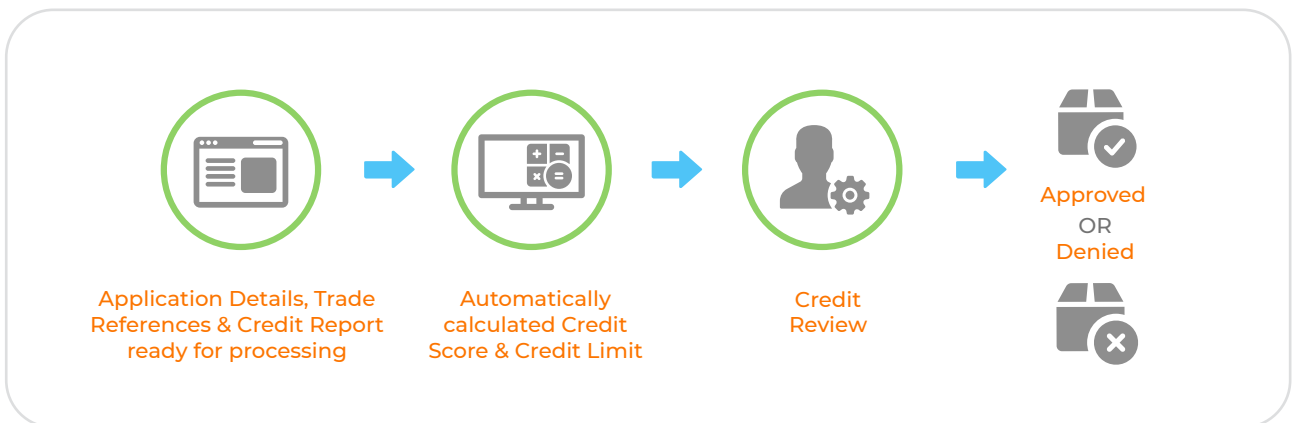 Application Details, Trade
References & Credit Report
ready for processing
Automatically
calculated Credit
Score & Credit Limit
Credit
Review
Approved
OR
Denied